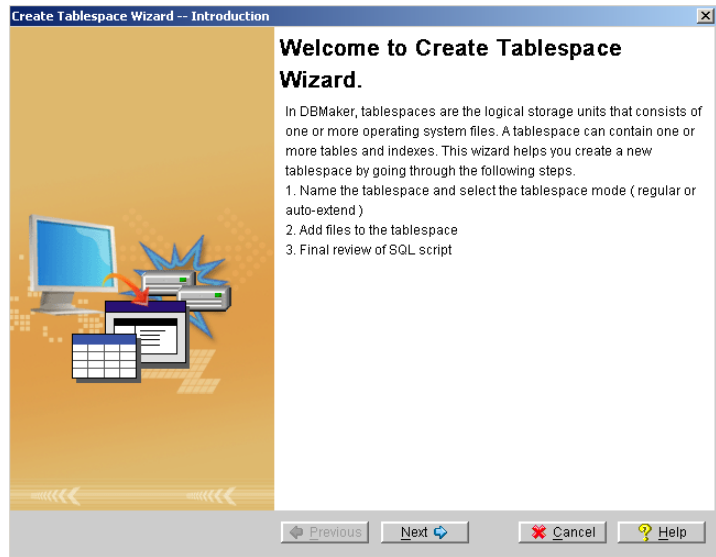 Create Tablespace Wizard -- Introduction
Welcome to Create Tablespace
Wizard.
In DBMaker, tablespaces are the logical storage units that consists of
one or more operating system files. A tablespace can contain one or
more tables and indexes. This wizard helps you create a new
tablespace by going through the following steps.
1. Name the tablespace and select the tablespace mode ( regular or
auto-extend )
2. Add files to the tablespace
3. Final review of SQL script
Previous
Next
Cancel
Help